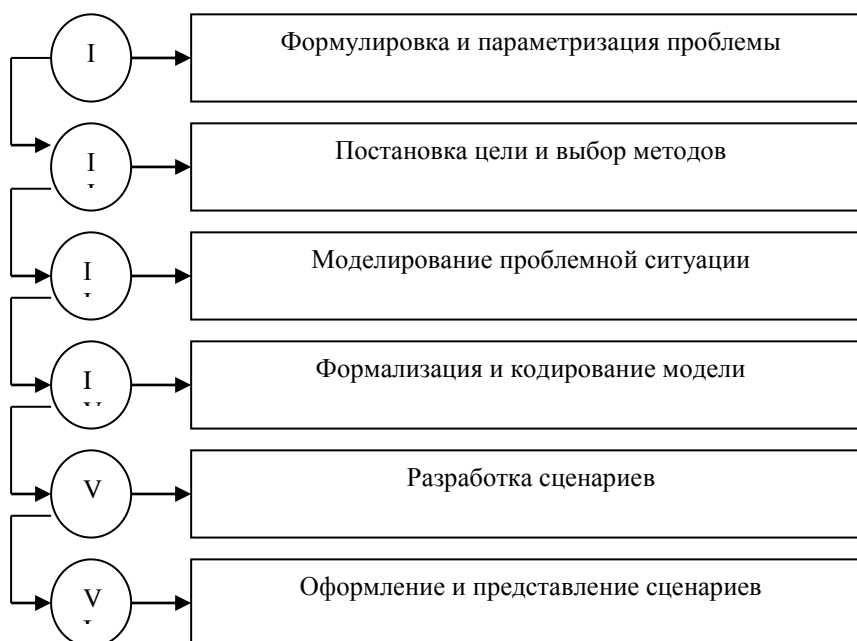 I
Формулировка и параметризация проблемы
I
Постановка цели и выбор методов
I
Моделирование проблемной ситуации
I
V
Формализация и кодирование модели
V
Разработка сценариев
V
Оформление и представление сценариев